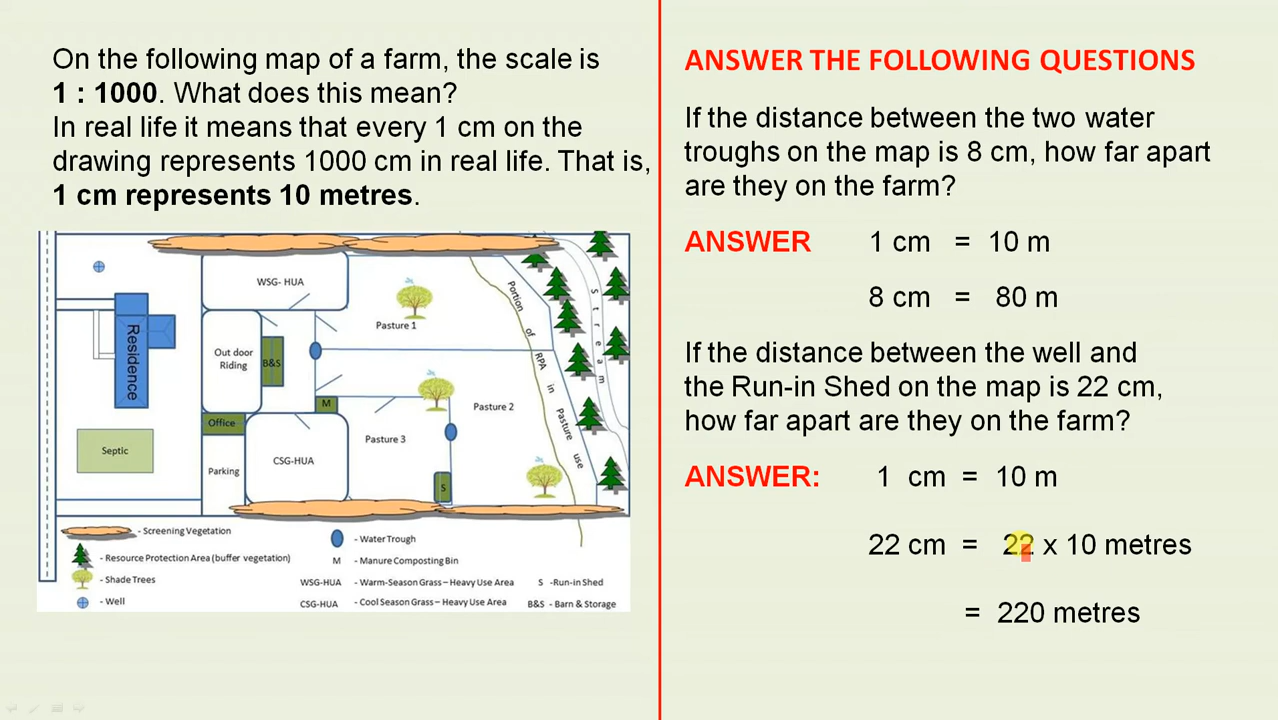 On the following map of a farm, the scale is
1 : 1000. What does this mean?
In real life it means that every 1 cm on the
drawing represents 1000 cm in real life. That is,
1 cm represents 10 metres.
WSG- HUA
Pasture 1
Portion of RPA in Pasture use
Stream
Residence
Out door
Riding
B&S
M
Pasture 2
Office
Pasture 3
Septic
CSG-HUA
Parking
S
- Screening Vegetation
- Resource Protection Area (buffer vegetation)
- Shade Trees
- Well
- Water Trough
M - Manure Composting Bin
WSG-HUA - Warm-Season Grass – Heavy Use Area
S -Run-in Shed
CSG-HUA - Cool Season Grass – Heavy Use Area
B&S - Barn & Storage
ANSWER THE FOLLOWING QUESTIONS
If the distance between the two water
troughs on the map is 8 cm, how far apart
are they on the farm?
ANSWER 1 cm = 10 m
8 cm = 80 m
If the distance between the well and
the Run-in Shed on the map is 22 cm,
how far apart are they on the farm?
ANSWER: 1 cm = 10 m
22 cm = 22 x 10 metres
= 220 metres